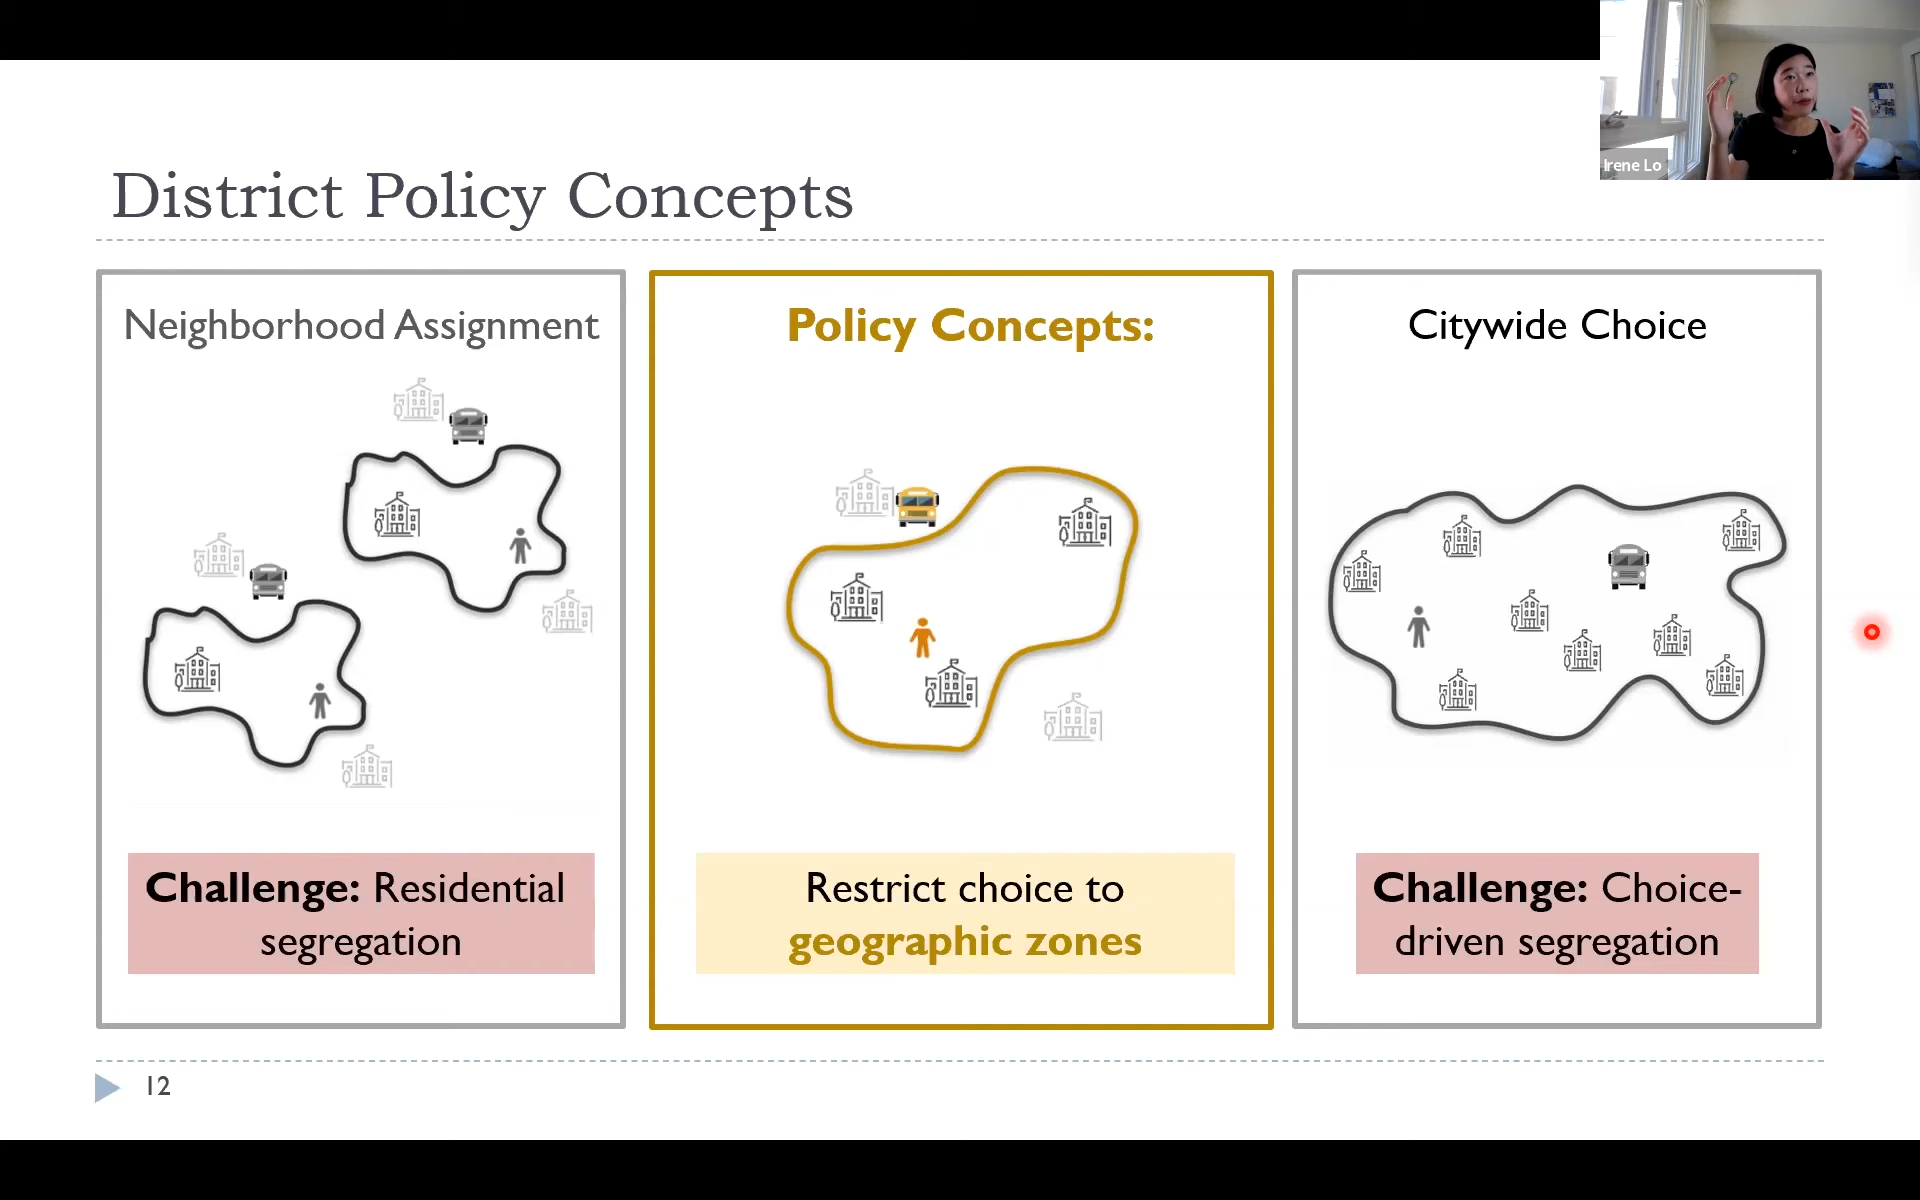 Irene Lo
District Policy Concepts
Neighborhood Assignment
Challenge: Residential
segregation
Policy Concepts:
Restrict choice to
geographic zones
Citywide Choice
Challenge: Choice-
driven segregation
12